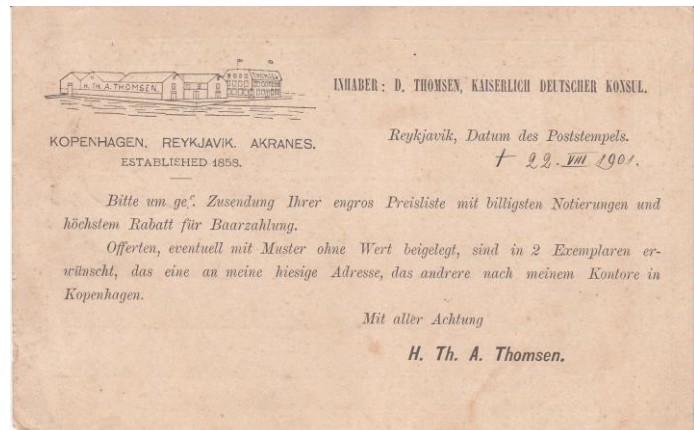 H. TH. A. THOMSEN.
INHABER: D. THOMSEN, KAISERLICH DEUTSCHER KONSUL.
KOPENHAGEN. REYKJAVIK. AKRANES.
ESTABLISHED 1858.
Reykjavik, Datum des Poststempels.
+ 22. VIII 1901.
Bitte um gef. Zusendung Ihrer engros Preisliste mit billigsten Notierungen und
höchstem Rabatt für Baarzahlung.
Offerten, eventuell mit Muster ohne Wert beigelegt, sind in 2 Exemplaren er-
wünscht, das eine an meine hiesige Adresse, das andrere nach meinem Kontore in
Kopenhagen.
Mit aller Achtung
H. Th. A. Thomsen.